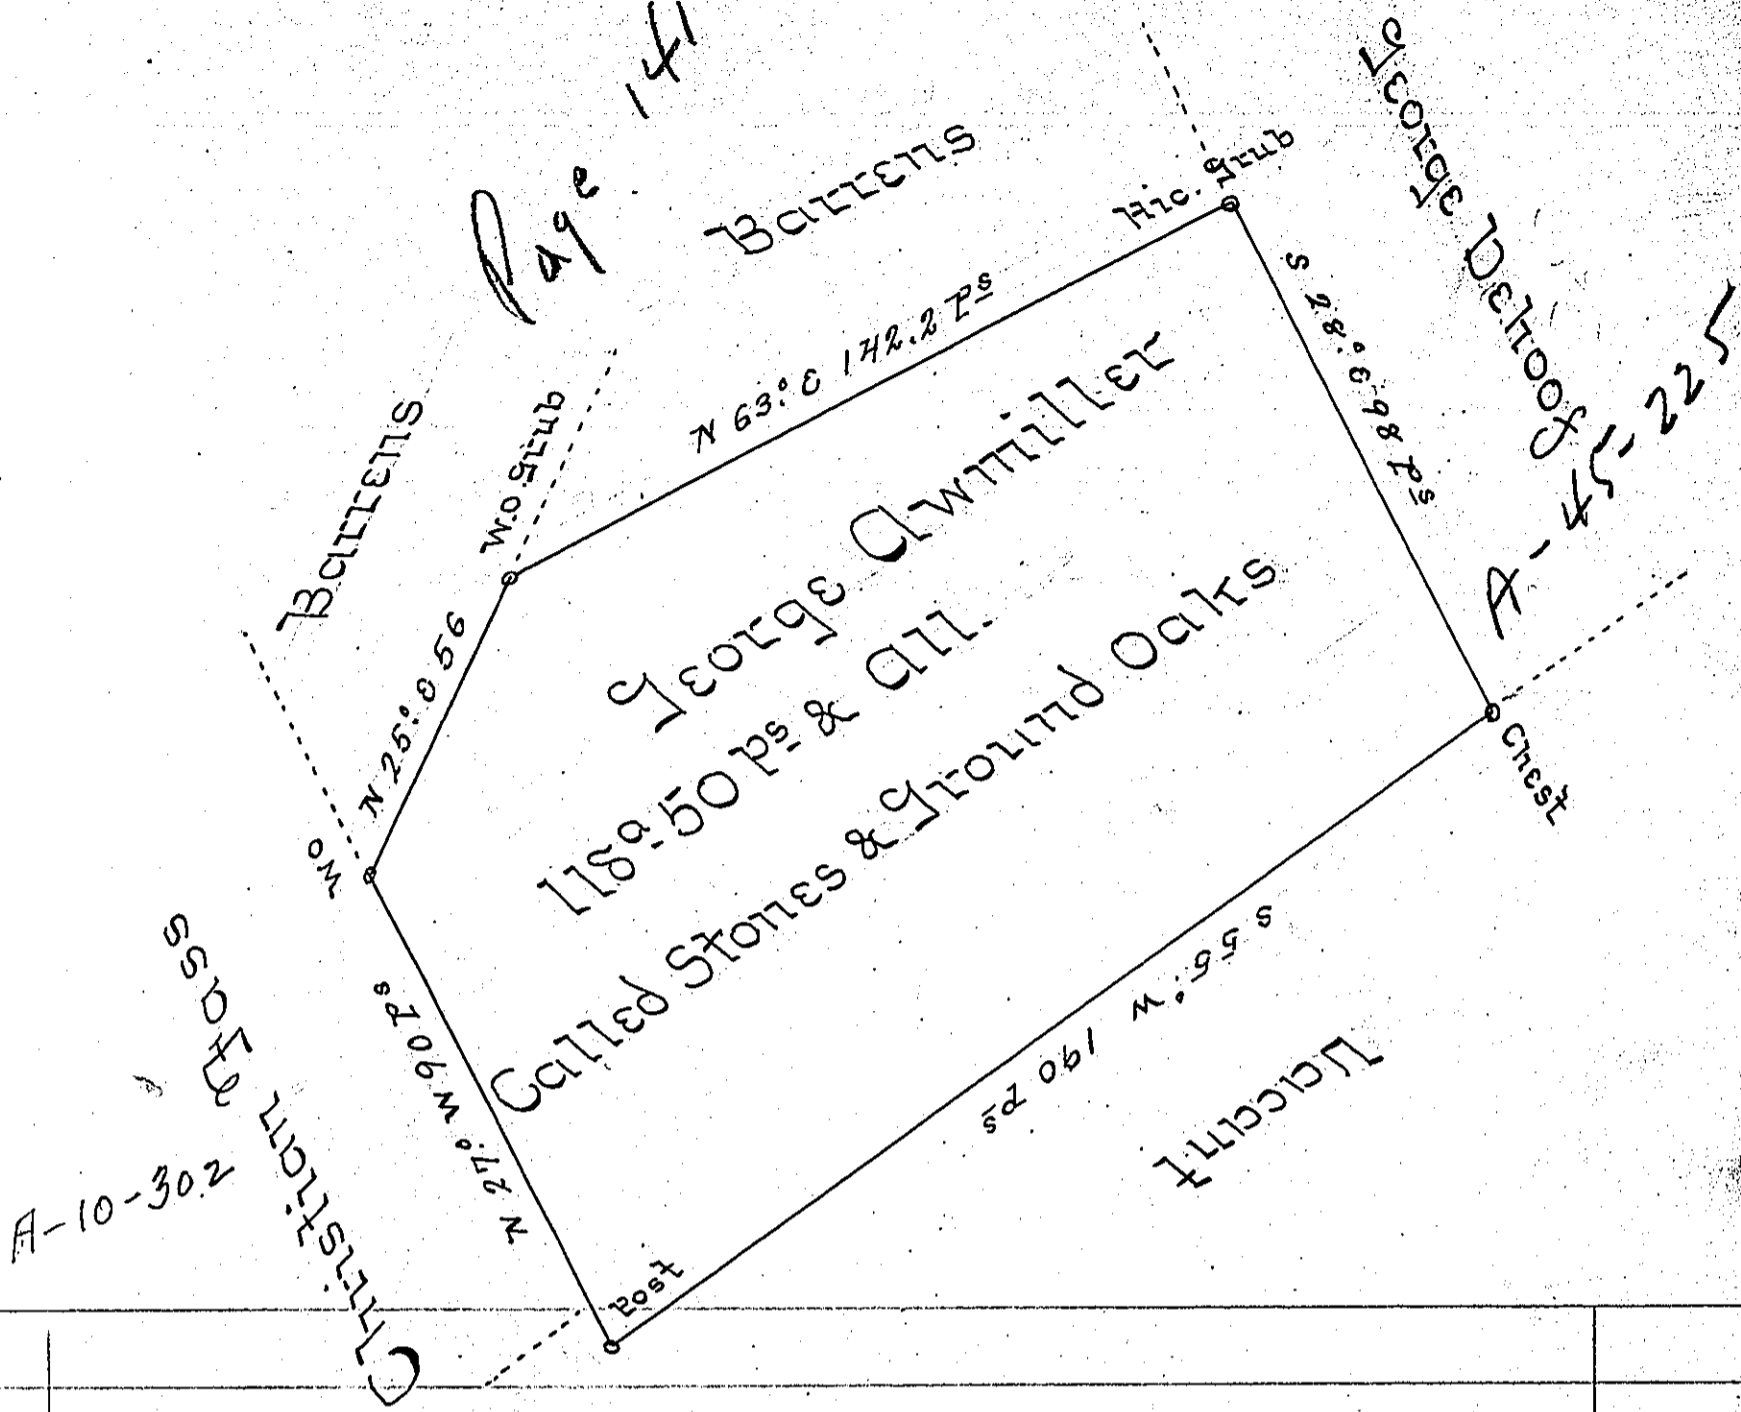 Page 141
Barrens
Hic. Grub
George Dehoof
A-45-225
N 63° E 142.2 Ps
S 28° E 98 Ps
Barrens
W.O. Grub
N 25° E 56
George Awmiller
118a 50 ps & All.
Called Stones & Ground Oaks
WO
Chest
S 55° W 190 Ps
Vacant
N 27° W 90 Ps
Christian
A-10-302
Post